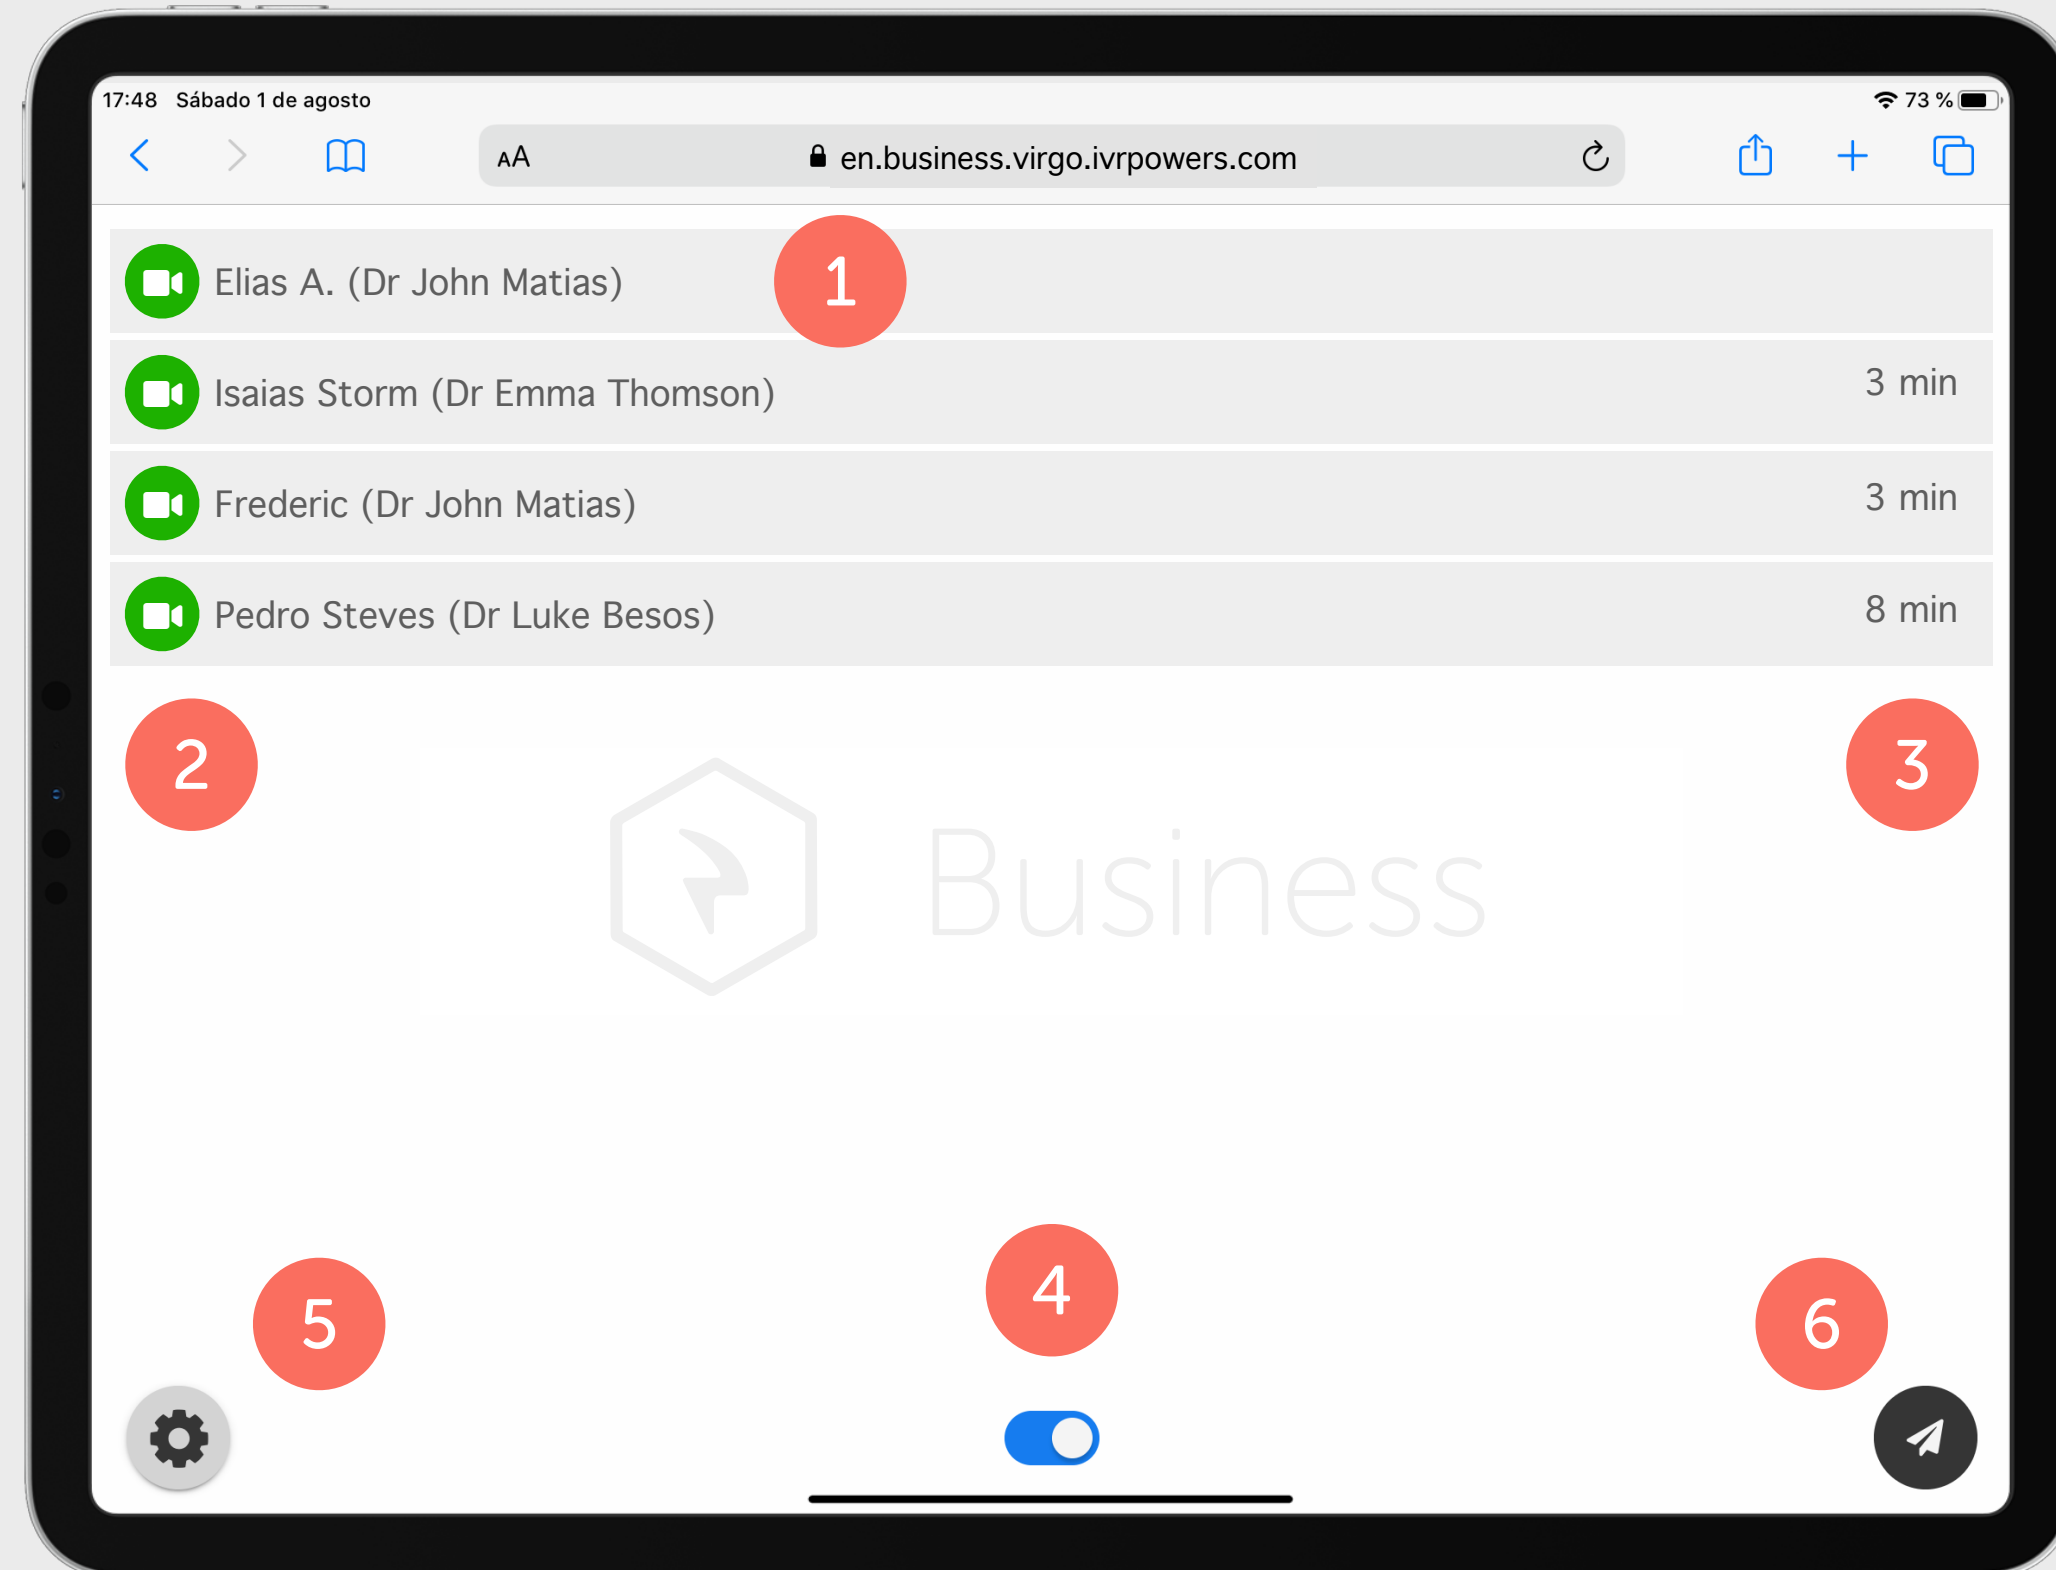 17:48 Sábado 1 de agosto 73 %
AA en.business.virgo.ivrpowers.com
Elias A. (Dr John Matias) 1
Isaias Storm (Dr Emma Thomson) 3 min
Frederic (Dr John Matias) 3 min
Pedro Steves (Dr Luke Besos) 8 min
2 3
Business
5 4 6